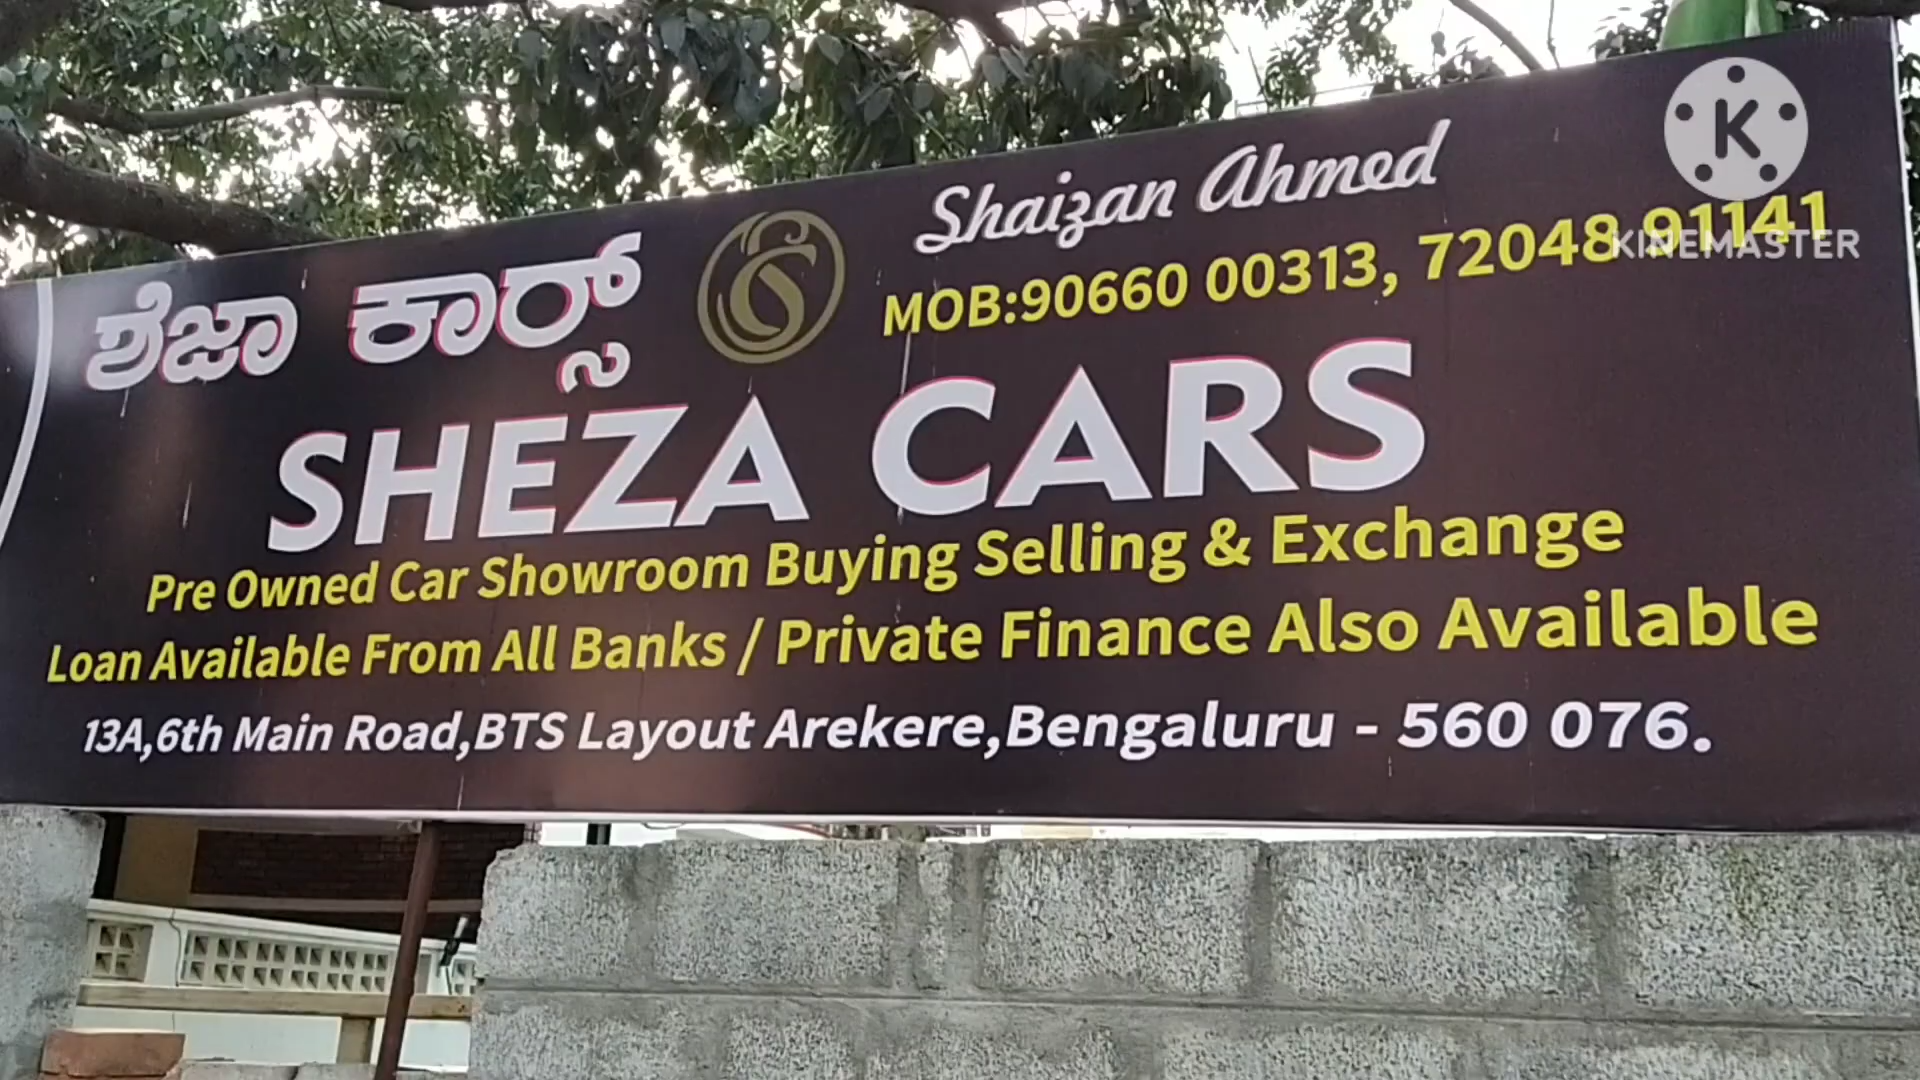 Shaizan Ahmed
MOB:90660 00313, 72048 91141
KINEMASTER
ಶೆಜಾ ಕಾರ್ಸ್
SHEZA CARS
Pre Owned Car Showroom Buying Selling & Exchange
Loan Available From All Banks / Private Finance Also Available
13A,6th Main Road,BTS Layout Arekere,Bengaluru - 560 076.